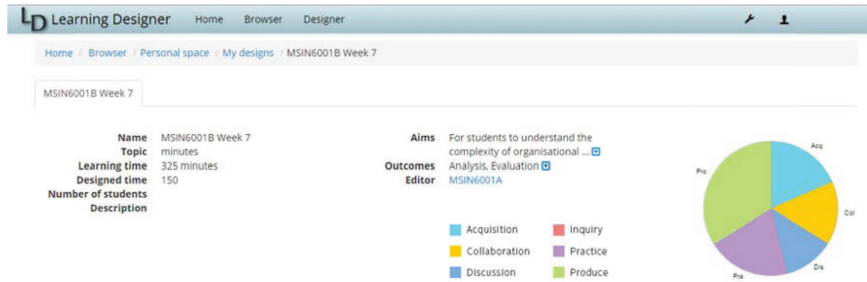 LD Learning Designer Home Browser Designer
Home / Browser / Personal space / My designs / MSIN6001B Week 7
MSIN6001B Week 7
Name MSIN6001B Week 7
Topic minutes
Learning time 325 minutes
Designed time 150
Number of students
Description
Aims For students to understand the
complexity of organisational ...
Outcomes Analysis, Evaluation
Editor MSIN6001A
Acquisition Inquiry
Collaboration Practice
Discussion Produce
Acq
Pro
Col
Dis
Pra